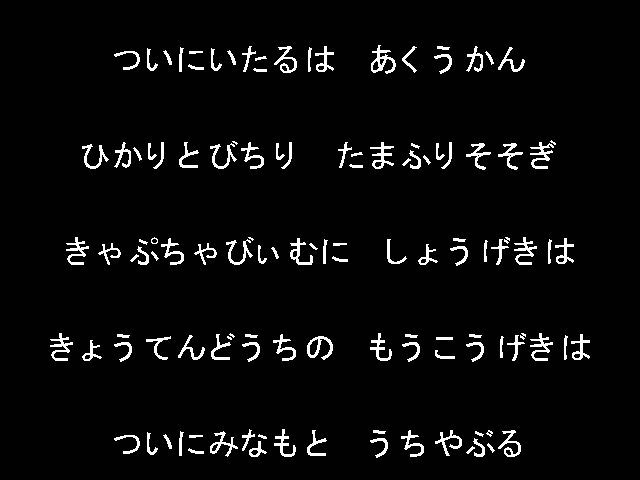 ついにいたるは　あくうかん
ひかりとびちり　たまふりそそぎ
きゃぷちゃびぃむに　しょうげきは
きょうてんどうちの　もうこうげきは
ついにみなもと　うちやぶる